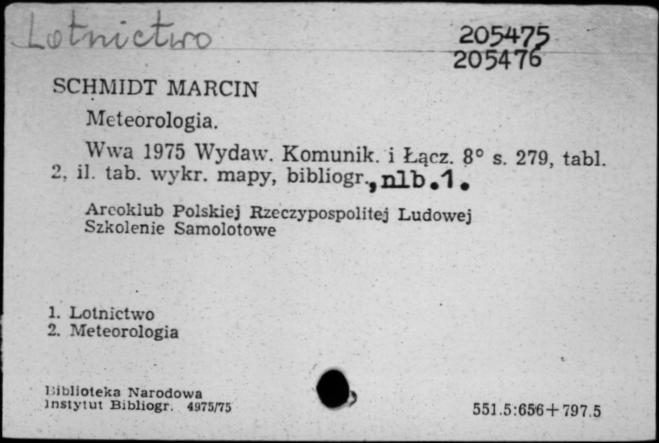 Lotnictwo
205475
205476
SCHMIDT MARCIN
Meteorologia.
Wwa 1975 Wydaw. Komunik. i Łącz. 8° s. 279, tabl.
2, il. tab. wykr. mapy, bibliogr., nlb.1.
Aeroklub Polskiej Rzeczypospolitej Ludowej
Szkolenie Samolotowe
1. Lotnictwo
2. Meteorologia
Biblioteka Narodowa
Instytut Bibliogr. 4975/75
551.5:656+797.5